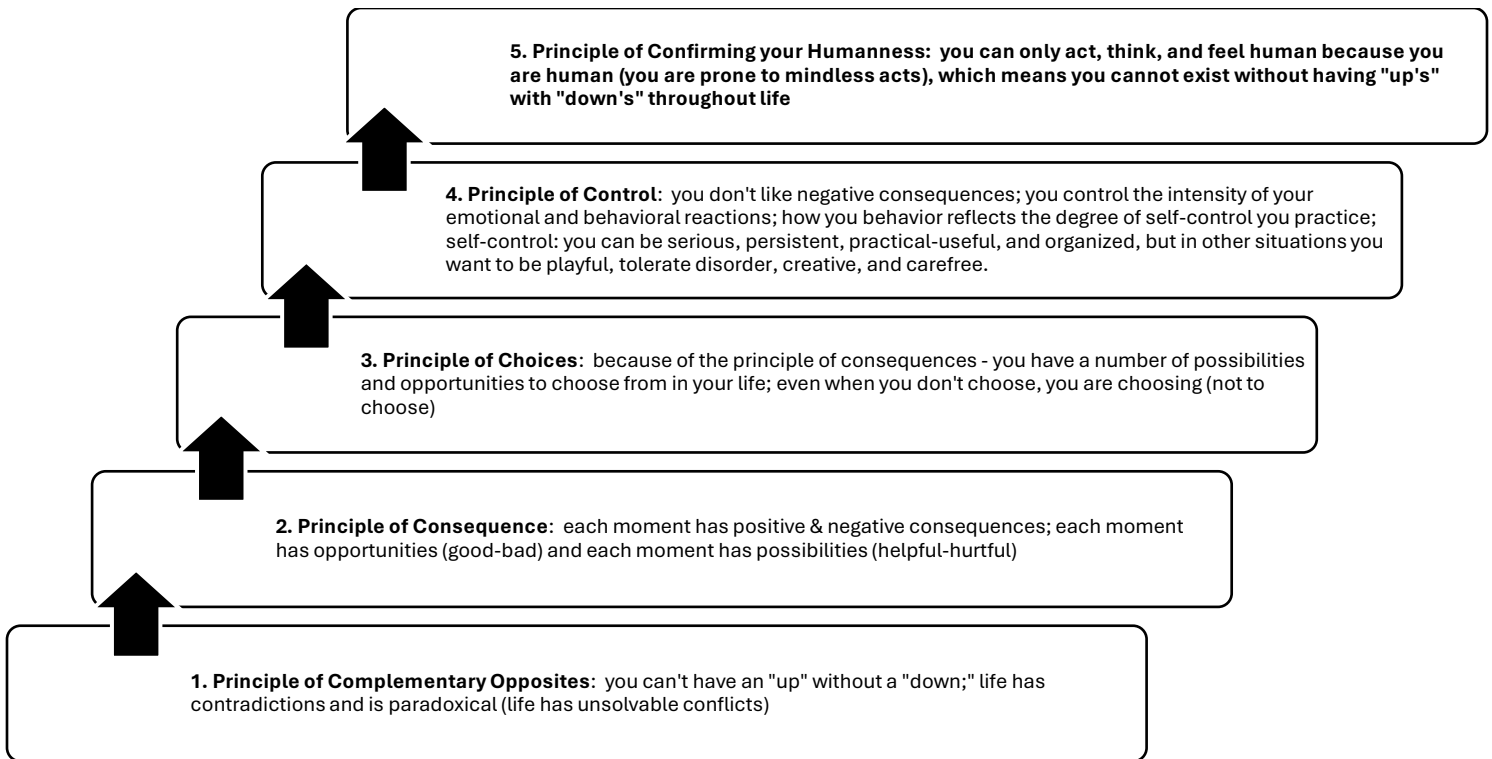 5. Principle of Confirming your Humanness:  you can only act, think, and feel human because you
are human (you are prone to mindless acts), which means you cannot exist without having "up's"
with "down's" throughout life
4. Principle of Control:  you don't like negative consequences; you control the intensity of your
emotional and behavioral reactions; how you behavior reflects the degree of self-control you practice;
self-control: you can be serious, persistent, practical-useful, and organized, but in other situations you
want to be playful, tolerate disorder, creative, and carefree.
3. Principle of Choices:  because of the principle of consequences - you have a number of possibilities
and opportunities to choose from in your life; even when you don't choose, you are choosing (not to
choose)
2. Principle of Consequence:  each moment has positive & negative consequences; each moment
has opportunities (good-bad) and each moment has possibilities (helpful-hurtful)
1. Principle of Complementary Opposites:  you can't have an "up" without a "down;" life has
contradictions and is paradoxical (life has unsolvable conflicts)